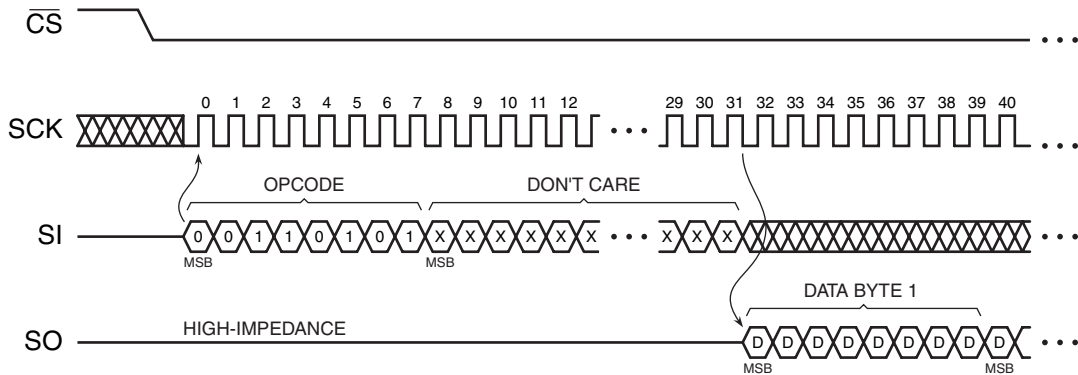 CS
0 1 2 3 4 5 6 7 8 9 10 11 12 29 30 31 32 33 34 35 36 37 38 39 40
SCK
OPCODE DON'T CARE
SI 0 0 1 1 0 1 0 1 X X X X X X X X X
MSB MSB
DATA BYTE 1
HIGH-IMPEDANCE
SO D D D D D D D D D
MSB MSB